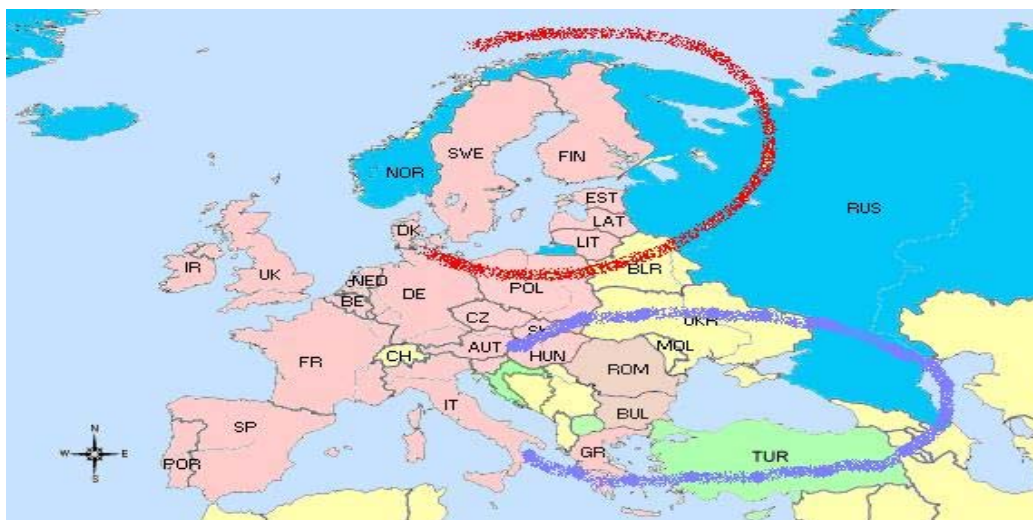 NOR
SWE
FIN
RUS
EST
LAT
DK
LIT
IR
UK
NED
BE
DE
POL
BLR
CZ
UKR
FR
CH
AUT
HUN
MOL
ROM
IT
BUL
SP
POR
GR
TUR
N
W
E
S